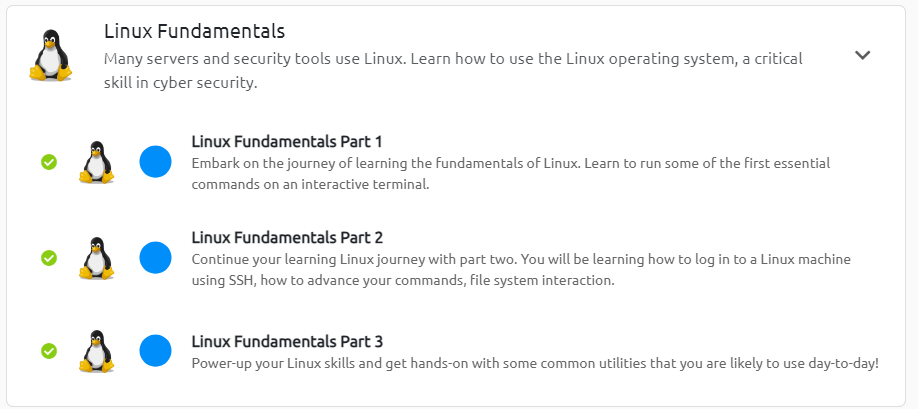 Linux Fundamentals
Many servers and security tools use Linux. Learn how to use the Linux operating system, a critical
skill in cyber security.
Linux Fundamentals Part 1
Embark on the journey of learning the fundamentals of Linux. Learn to run some of the first essential
commands on an interactive terminal.
Linux Fundamentals Part 2
Continue your learning Linux journey with part two. You will be learning how to log in to a Linux machine
using SSH, how to advance your commands, file system interaction.
Linux Fundamentals Part 3
Power-up your Linux skills and get hands-on with some common utilities that you are likely to use day-to-day!